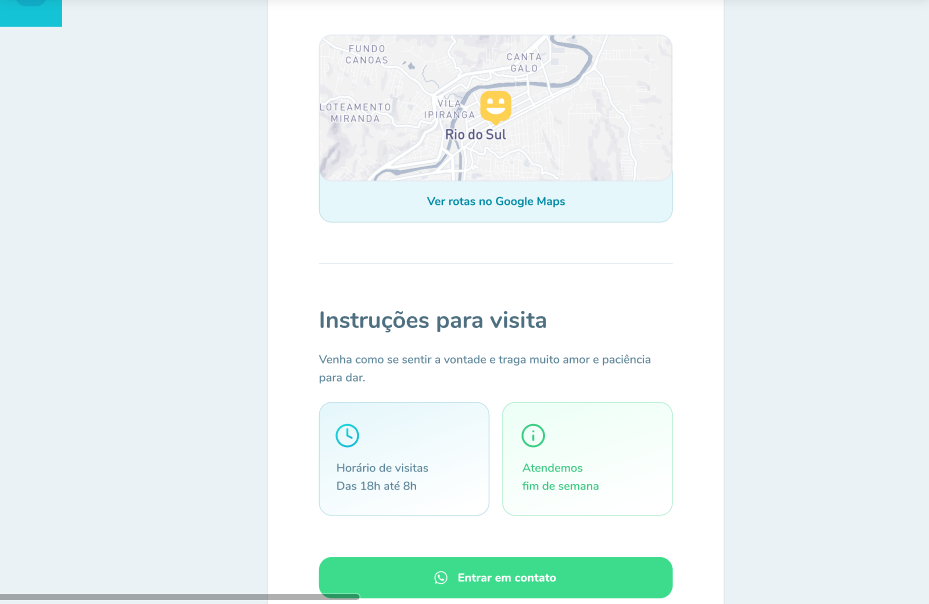 FUNDO
CANOAS
CANTA
GALO
LOTEAMENTO
MIRANDA
VILA
IPIRANGA
Rio do Sul
Ver rotas no Google Maps
Instruções para visita
Venha como se sentir a vontade e traga muito amor e paciência
para dar.
Horário de visitas
Das 18h até 8h
Atendemos
fim de semana
Entrar em contato